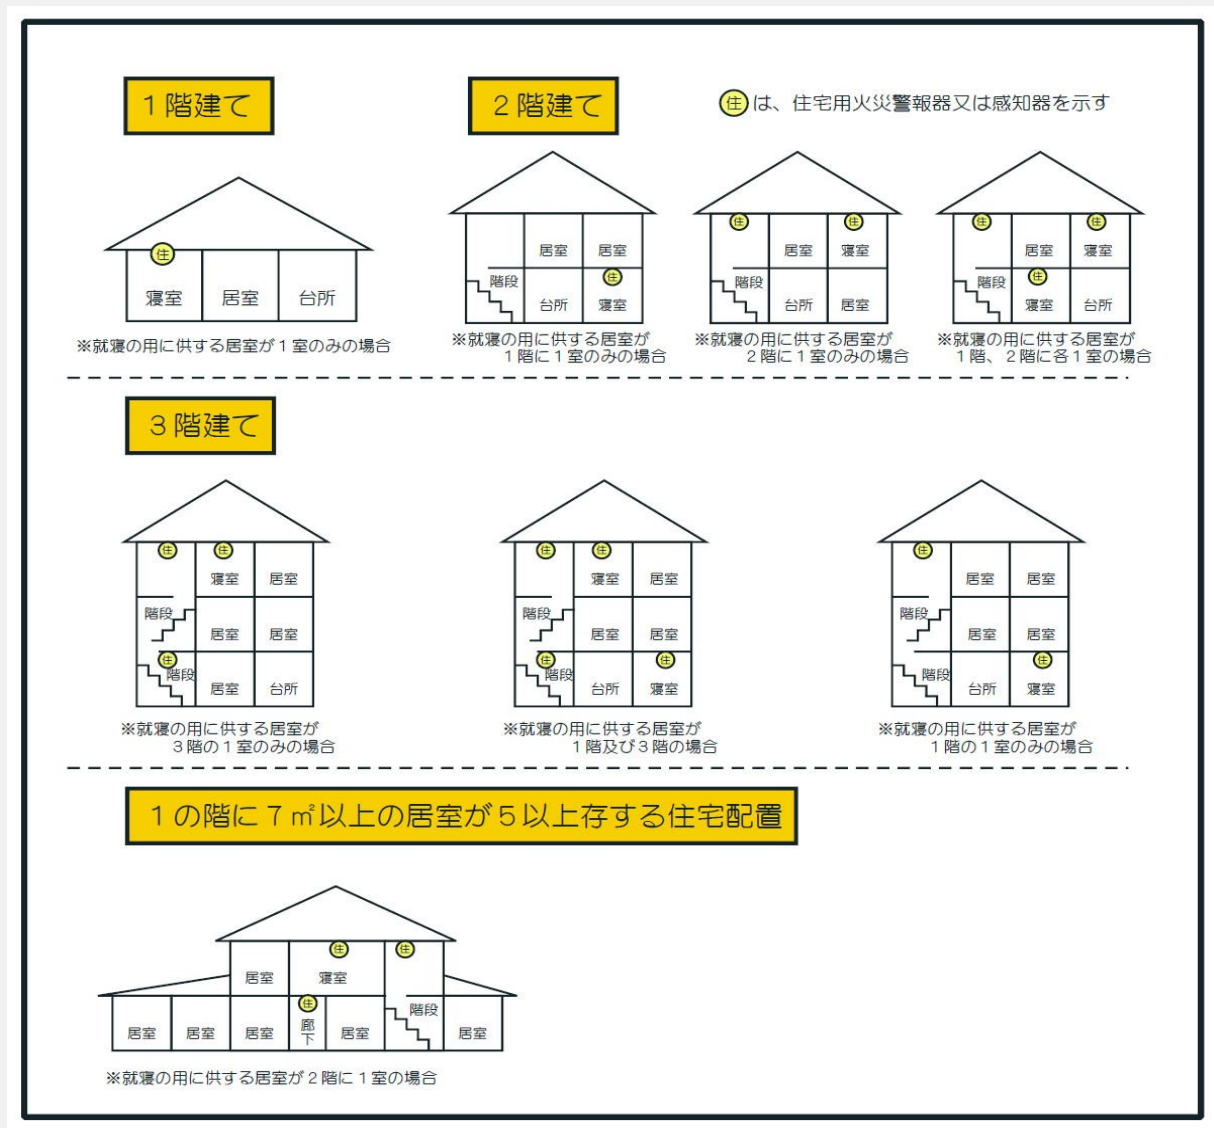 1階建て
2階建て
住は、住宅用火災警報器又は感知器を示す
住
寝室 居室 台所
※就寝の用に供する居室が1室のみの場合
居室 居室
階段 住
台所 寝室
※就寝の用に供する居室が
1階に1室のみの場合
住 住
居室 寝室
階段
台所 居室
※就寝の用に供する居室が
2階に1室のみの場合
住 住
居室 寝室
階段 住
寝室 台所
※就寝の用に供する居室が
1階、2階に各1室の場合
3階建て
住 住
寝室 居室
階段
居室 居室
住
階段
居室 台所
※就寝の用に供する居室が
3階の1室のみの場合
住 住
寝室 居室
階段
居室 居室
住 住
階段
台所 寝室
※就寝の用に供する居室が
1階及び3階の場合
住
居室 居室
階段
居室 居室
住
階段
台所 寝室
※就寝の用に供する居室が
1階の1室のみの場合
1の階に7㎡以上の居室が5以上存する住宅配置
住 住
居室 寝室
住
階段
居室 居室 居室 廊下 居室 居室
※就寝の用に供する居室が2階に1室の場合